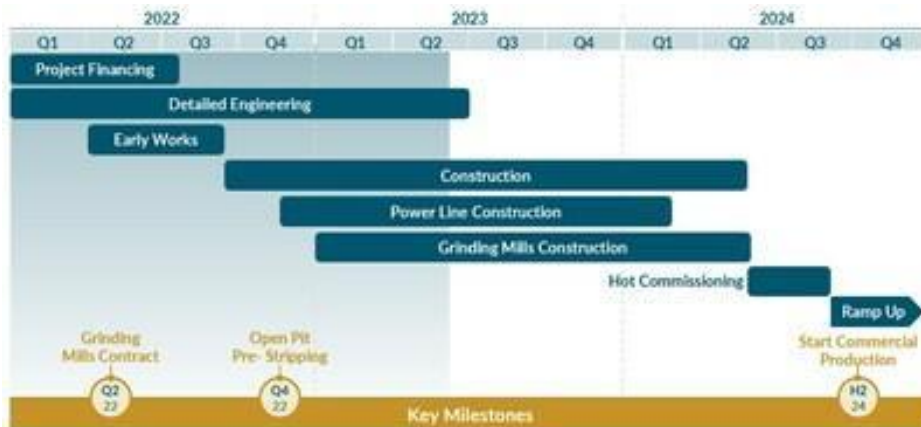 2022 2023 2024
Q1 Q2 Q3 Q4 Q1 Q2 Q3 Q4 Q1 Q2 Q3 Q4
Project Financing
Detailed Engineering
Early Works
Construction
Power Line Construction
Grinding Mills Construction
Hot Commissioning
Ramp Up
Grinding
Mills Contract
Q2
22
Open Pit
Pre- Stripping
Q4
22
Start Commercial
Production
H2
24
Key Milestones